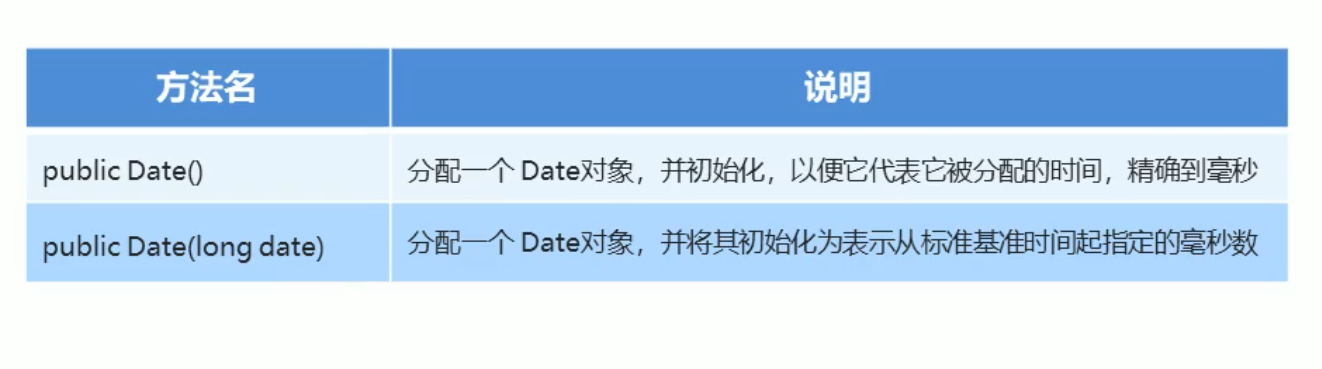 方法名 说明
public Date() 分配一个 Date对象，并初始化，以便它代表它被分配的时间，精确到毫秒
public Date(long date) 分配一个 Date对象，并将其初始化为表示从标准基准时间起指定的毫秒数